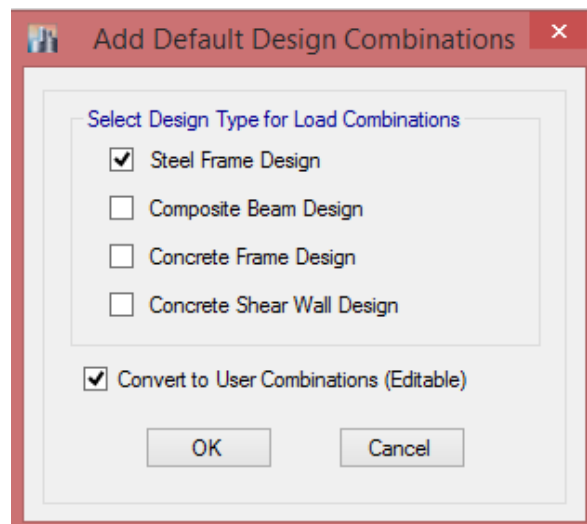 Add Default Design Combinations
Select Design Type for Load Combinations
Steel Frame Design
Composite Beam Design
Concrete Frame Design
Concrete Shear Wall Design
Convert to User Combinations (Editable)
OK Cancel